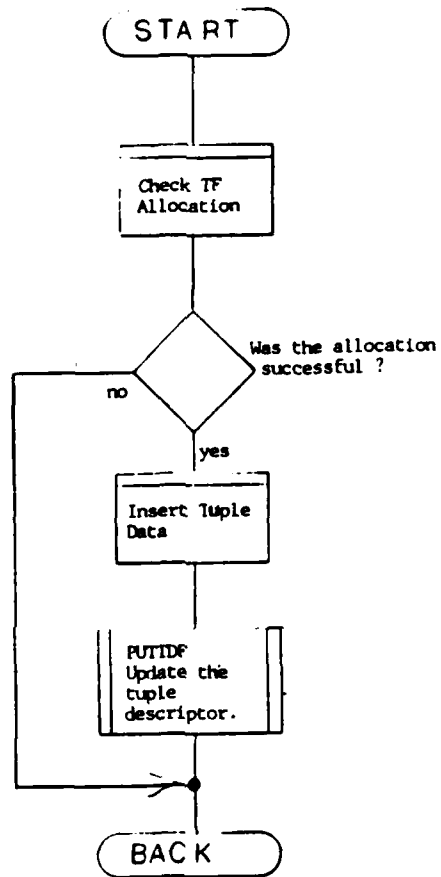 START
Check TF
Allocation
Was the allocation
successful ?
no
yes
Insert Tuple
Data
PUTTDF
Update the
tuple
descriptor.
BACK